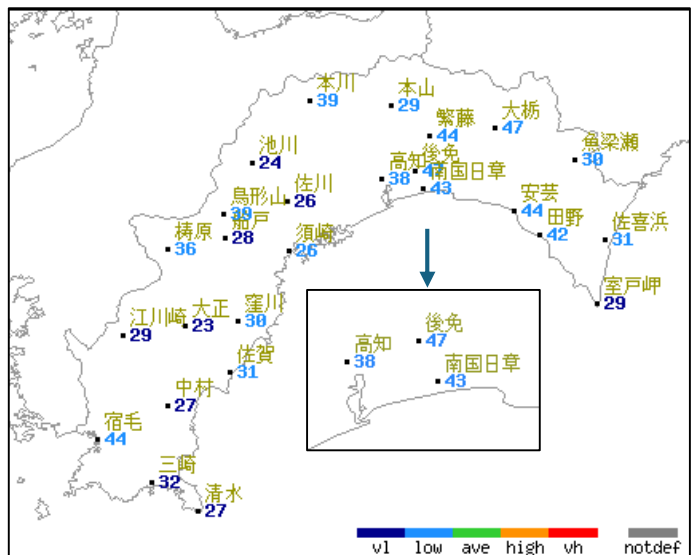 本川
39
本山
29
大栃
47
繁藤
44
魚梁瀬
30
池川
24
後免
47
高知
38
南国日章
43
佐川
26
鳥形山
39
船戸
28
安芸
44
田野
42
佐喜浜
31
梼原
36
須崎
26
室戸岬
29
江川崎
29
大正
23
窪川
30
後免
47
高知
38
南国日章
43
佐賀
31
中村
27
宿毛
44
三崎
32
清水
27
vl low ave high vh notdef